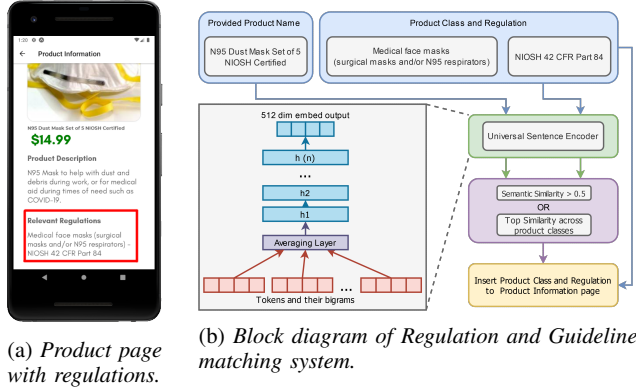 1:26
Product Information
N95 Dust Mask Set of 5 NIOSH Certified
$14.99
Product Description
N95 Mask to help with dust and
debris during work, or for medical
aid during times of need such as
COVID-19.
Relevant Regulations
Medical face masks (surgical
masks and/or N95 respirators) -
NIOSH 42 CFR Part 84
(a) Product page
with regulations.
Provided Product Name
N95 Dust Mask Set of 5
NIOSH Certified
Product Class and Regulation
Medical face masks
(surgical masks and/or N95 respirators)
NIOSH 42 CFR Part 84
512 dim embed output
h (n)
...
h2
h1
Averaging Layer
...
Tokens and their bigrams
Universal Sentence Encoder
Semantic Similarity > 0.5
OR
Top Similarity across
product classes
Insert Product Class and Regulation
to Product Information page
(b) Block diagram of Regulation and Guideline
matching system.